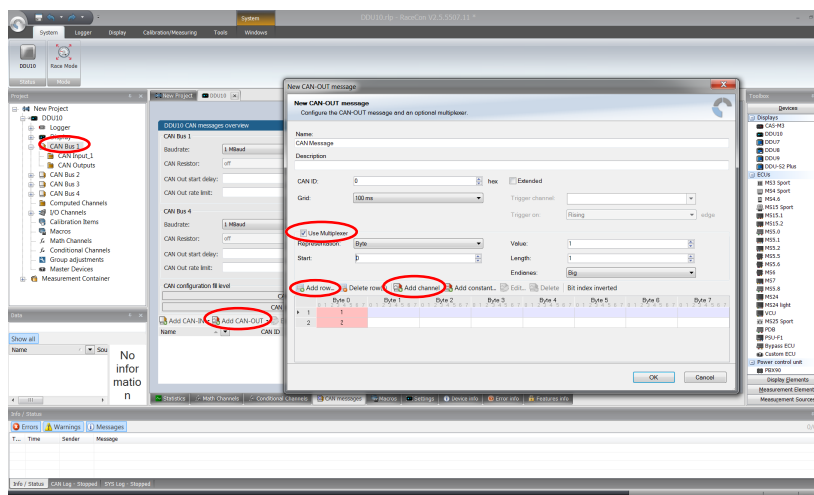 DDU10.rfp - RaceCon V2.5.5507.11 *
System
System Logger Display Calibration/Measuring Tools Windows
DDU10 Race Mode
Status Mode
Project
New Project
DDU10
Logger
Display
CAN Bus 1
CAN Input_1
CAN Outputs
CAN Bus 2
CAN Bus 3
CAN Bus 4
Computed Channels
I/O Channels
Calibration Items
Macros
Math Channels
Conditional Channels
Group adjustments
Master Devices
Measurement Container
Data
Show all
Name Sou
No
infor
matio
n
New Project DDU10
DDU10 CAN messages overview
CAN Bus 1
Baudrate: 1 MBaud
CAN Resistor: off
CAN Out start delay:
CAN Out rate limit:
CAN Bus 4
Baudrate: 1 MBaud
CAN Resistor: off
CAN Out start delay:
CAN Out rate limit:
CAN configuration fill level
Add CAN-IN Add CAN-OUT
Name CAN ID
New CAN-OUT message
New CAN-OUT message
Configure the CAN-OUT message and an optional multiplexer.
Name:
CANMessage
Description
CAN ID: 0 hex Extended
Grid: 100 ms Trigger channel:
Trigger on: Rising edge
Use Multiplexer
Representation: Byte Value: 1
Start: 0 Length: 1
Endianes: Big
Add row... Delete row Add channel Add constant... Edit... Delete Bit index inverted
Byte 0 Byte 1 Byte 2 Byte 3 Byte 4 Byte 5 Byte 6 Byte 7
1 1
2 2
OK Cancel
Statistics Math Channels Conditional Channels CAN messages Macros Settings Device info Error info Features info
Toolbox
Devices
Displays
CAS-M3
DDU10
DDU7
DDU8
DDU9
DDU-S2 Plus
ECUs
MS3 Sport
MS4 Sport
MS4.6
MS15 Sport
MS15.1
MS15.2
MS5.0
MS5.1
MS5.2
MS5.5
MS5.6
MS6
MS7
MS5.8
MS24
MS24 light
VCU
MS25 Sport
PDB
PSU-F1
Bypass ECU
Custom ECU
Power control unit
PBX90
Display Elements
Measurement Element
Measurement Sources
Info / Status
Errors Warnings Messages
T... Time Sender Message
Info / Status CAN Log - Stopped SYS Log - Stopped